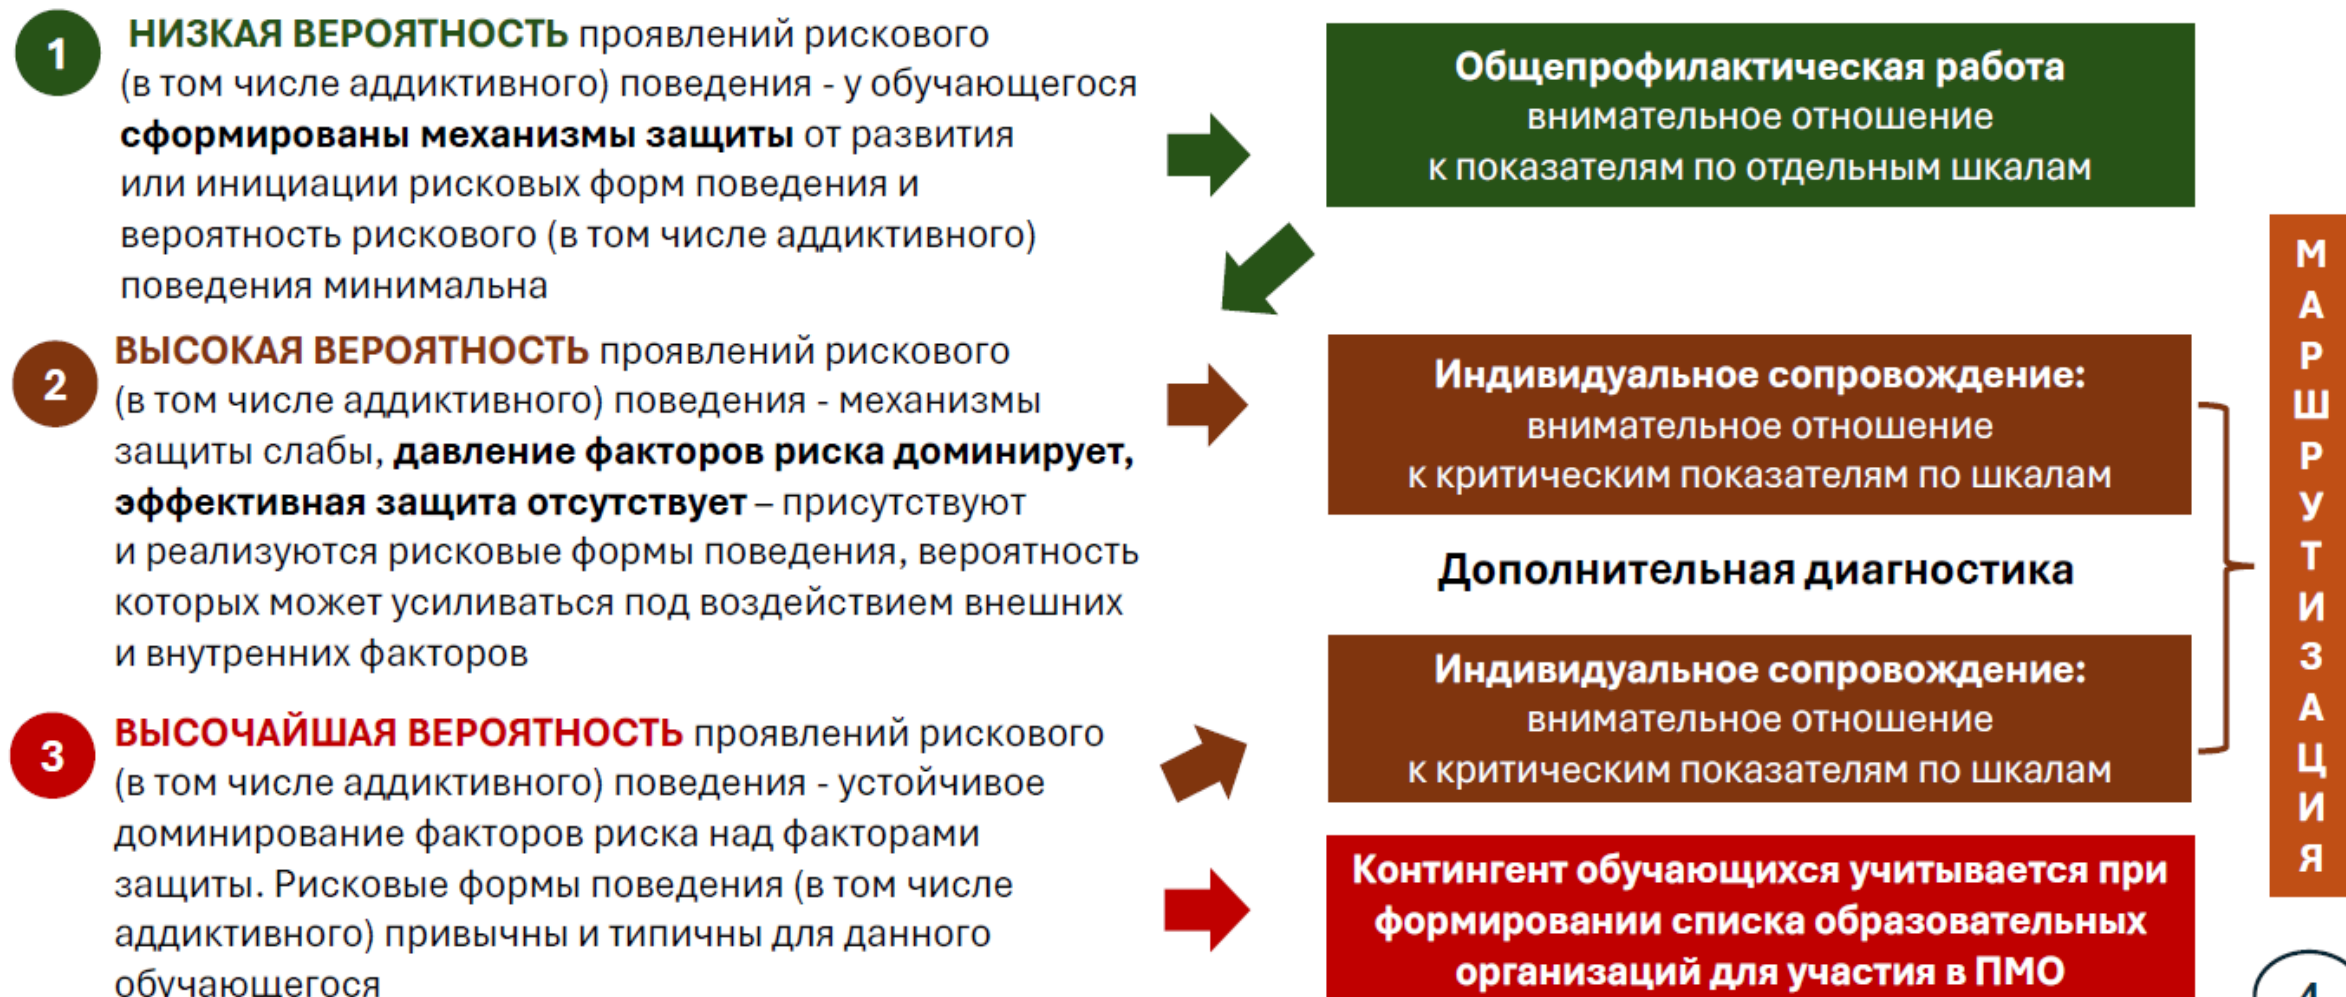 1
НИЗКАЯ ВЕРОЯТНОСТЬ проявлений рискового
(в том числе аддиктивного) поведения - у обучающегося
сформированы механизмы защиты от развития
или инициации рисковых форм поведения и
вероятность рискового (в том числе аддиктивного)
поведения минимальна
Общепрофилактическая работа
внимательное отношение
к показателям по отдельным шкалам
2
ВЫСОКАЯ ВЕРОЯТНОСТЬ проявлений рискового
(в том числе аддиктивного) поведения - механизмы
защиты слабы, давление факторов риска доминирует,
эффективная защита отсутствует – присутствуют
и реализуются рисковые формы поведения, вероятность
которых может усиливаться под воздействием внешних
и внутренних факторов
Индивидуальное сопровождение:
внимательное отношение
к критическим показателям по шкалам
Дополнительная диагностика
3
ВЫСОЧАЙШАЯ ВЕРОЯТНОСТЬ проявлений рискового
(в том числе аддиктивного) поведения - устойчивое
доминирование факторов риска над факторами
защиты. Рисковые формы поведения (в том числе
аддиктивного) привычны и типичны для данного
обучающегося
Индивидуальное сопровождение:
внимательное отношение
к критическим показателям по шкалам
Контингент обучающихся учитывается при
формировании списка образовательных
организаций для участия в ПМО
МАРШРУТИЗАЦИЯ
4